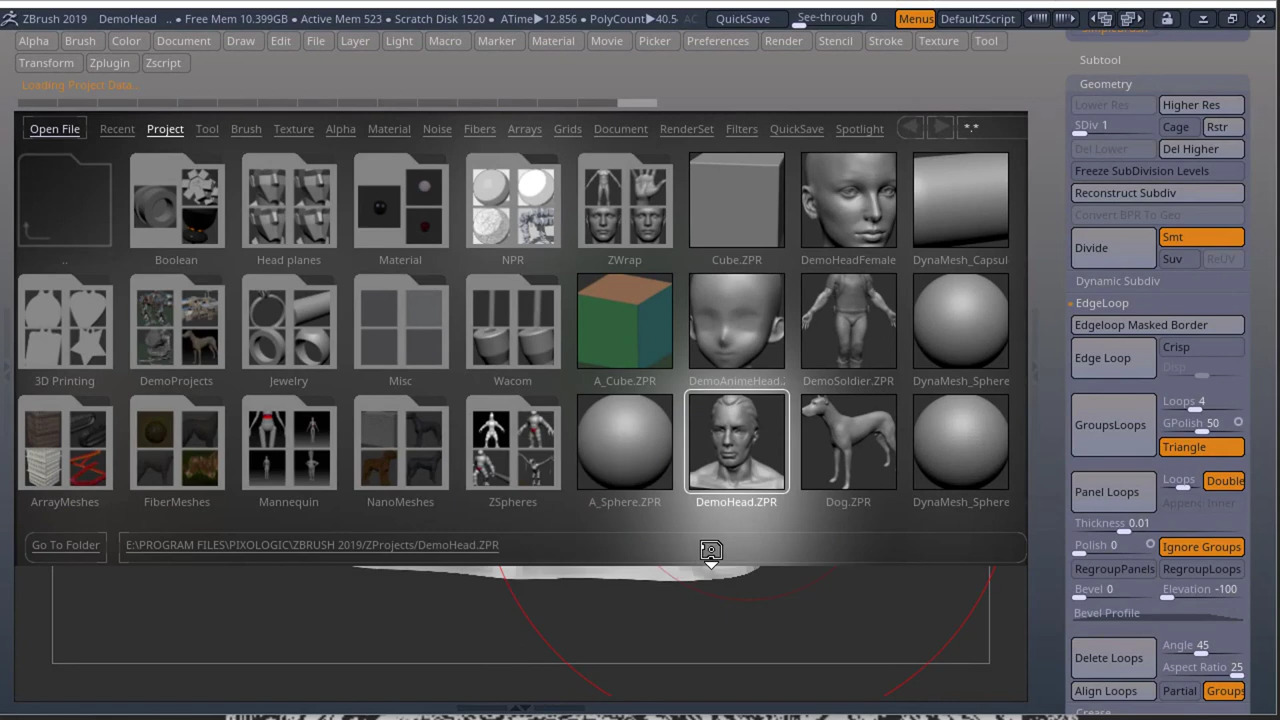 ZBrush 2019 DemoHead .. • Free Mem 10.399GB • Active Mem 523 • Scratch Disk 1520 • ATime▶12.856 • PolyCount▶40.5 AC QuickSave See-through 0 Menus DefaultZScript
Alpha Brush Color Document Draw Edit File Layer Light Macro Marker Material Movie Picker Preferences Render Stencil Stroke Texture Tool
Transform Zplugin Zscript
Loading Project Data..
Open File Recent Project Tool Brush Texture Alpha Material Noise Fibers Arrays Grids Document RenderSet Filters QuickSave Spotlight *.*
.. Boolean Head planes Material NPR ZWrap Cube.ZPR DemoHeadFemale DynaMesh_Capsul
3D Printing DemoProjects Jewelry Misc Wacom A_Cube.ZPR DemoAnimeHead. DemoSoldier.ZPR DynaMesh_Sphere
ArrayMeshes FiberMeshes Mannequin NanoMeshes ZSpheres A_Sphere.ZPR DemoHead.ZPR Dog.ZPR DynaMesh_Sphere
Go To Folder E:\PROGRAM FILES\PIXOLOGIC\ZBRUSH 2019/ZProjects/DemoHead.ZPR
Subtool
Geometry
Lower Res Higher Res
SDiv 1 Cage Rstr
Del Lower Del Higher
Freeze SubDivision Levels
Reconstruct Subdiv
Convert BPR To Geo
Divide Smt
Suv ReUV
Dynamic Subdiv
EdgeLoop
Edgeloop Masked Border
Edge Loop Crisp
Disp
GroupsLoops Loops 4
GPolish 50
Triangle
Panel Loops Loops Double
Append Inner
Thickness 0.01
Polish 0 Ignore Groups
RegroupPanels RegroupLoops
Bevel 0 Elevation -100
Bevel Profile
Delete Loops Angle 45
Aspect Ratio 25
Align Loops Partial Groups
Crease